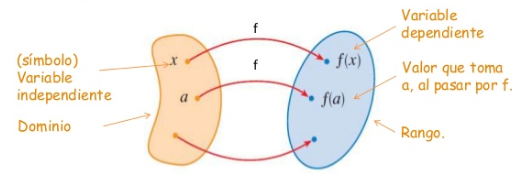 (símbolo)
Variable
independiente
Dominio
x
a
f
f
f(x)
f(a)
Variable
dependiente
Valor que toma
a, al pasar por f.
Rango.